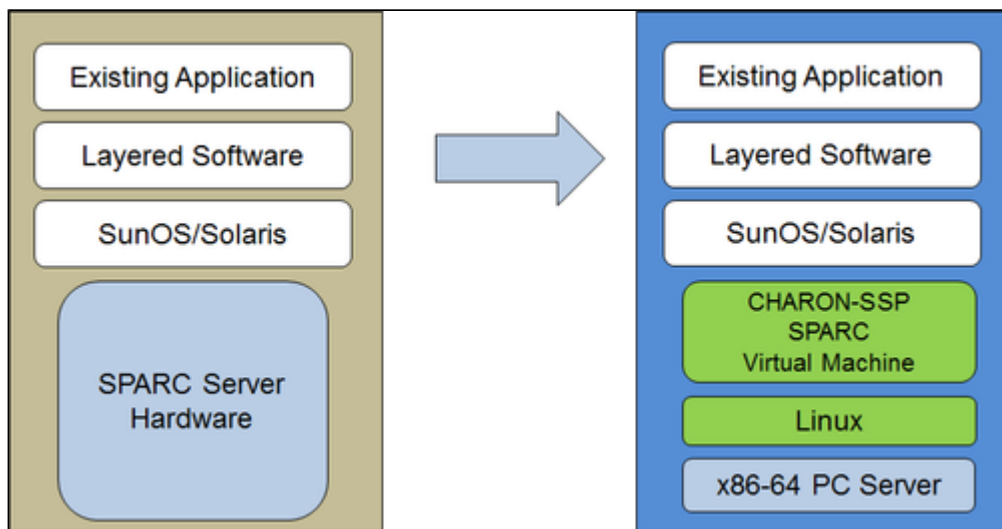 Existing Application
Layered Software
SunOS/Solaris
SPARC Server
Hardware
Existing Application
Layered Software
SunOS/Solaris
CHARON-SSP
SPARC
Virtual Machine
Linux
x86-64 PC Server